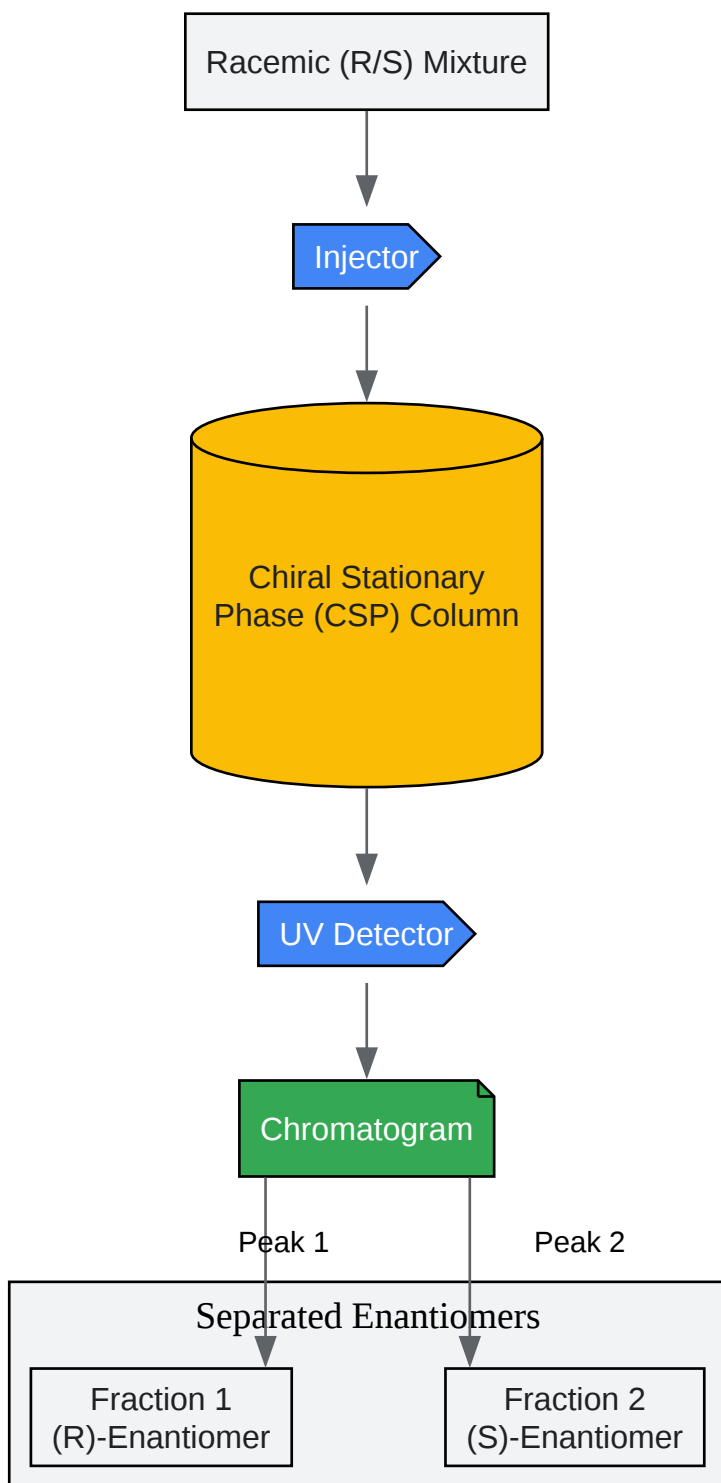 Racemic (R/S) Mixture
Injector
Chiral Stationary
Phase (CSP) Column
UV Detector
Chromatogram
Peak 1
Peak 2
Separated Enantiomers
Fraction 1
(R)-Enantiomer
Fraction 2
(S)-Enantiomer